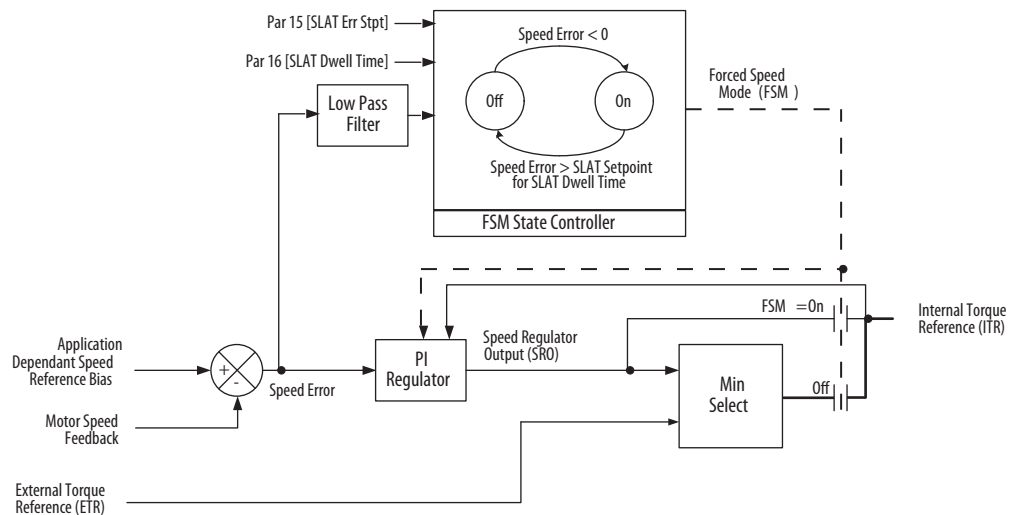 Par 15 [SLAT Err Stpt]
Par 16 [SLAT Dwell Time]
Low Pass
Filter
Speed Error < 0
Off
On
Speed Error > SLAT Setpoint
for SLAT Dwell Time
FSM State Controller
Forced Speed
Mode (FSM )
Application
Dependant Speed
Reference Bias
+
-
Speed Error
Motor Speed
Feedback
PI
Regulator
Speed Regulator
Output (SRO)
FSM =On
Internal Torque
Reference (ITR)
Min
Select
Off
External Torque
Reference (ETR)